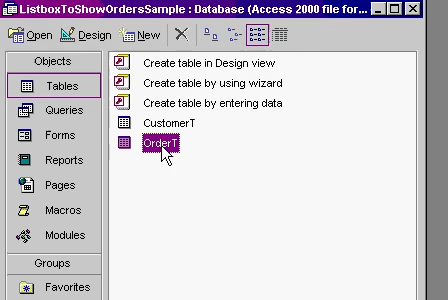 ListboxToShowOrdersSample : Database (Access 2000 file for...
Open Design New
Objects
Tables
Queries
Forms
Reports
Pages
Macros
Modules
Groups
Favorites
Create table in Design view
Create table by using wizard
Create table by entering data
CustomerT
OrderT